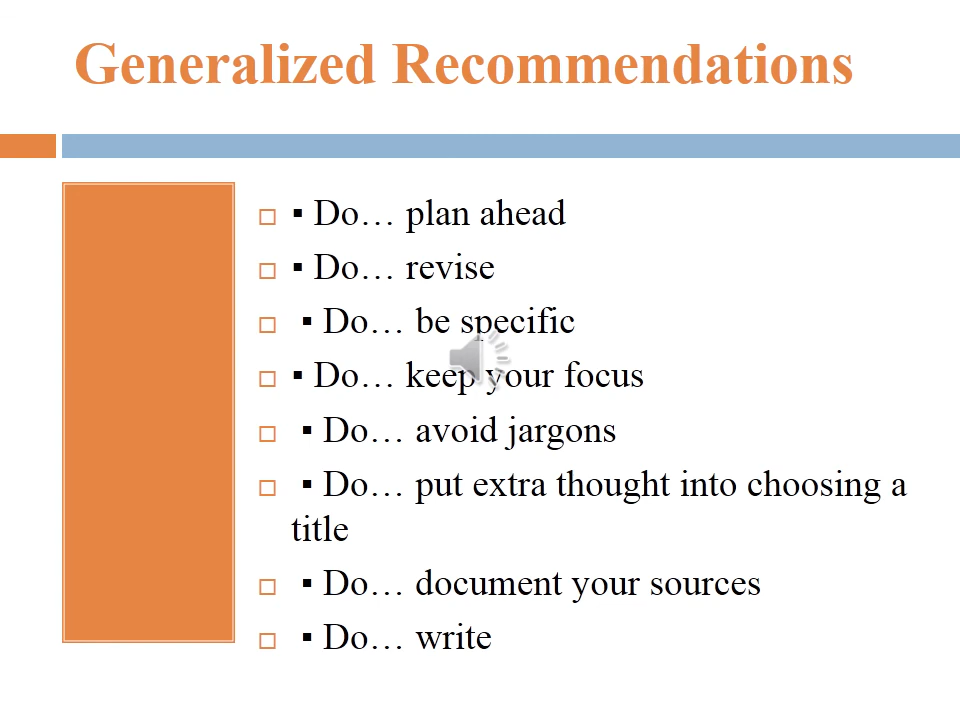 Generalized Recommendations
▪ Do… plan ahead
▪ Do… revise
▪ Do… be specific
▪ Do… keep your focus
▪ Do… avoid jargons
▪ Do… put extra thought into choosing a
title
▪ Do… document your sources
▪ Do… write